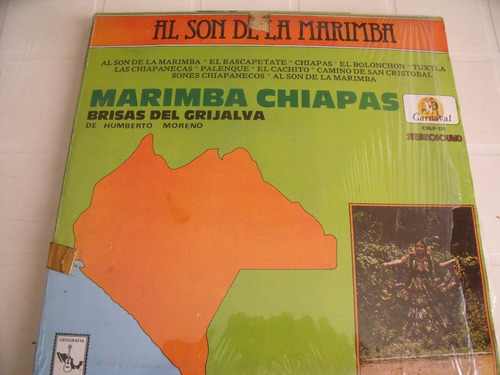 AL SON DE LA MARIMBA
AL SON DE LA MARIMBA * EL RASCAPETATE * CHIAPAS * EL BOLONCHON * TUXTLA
LAS CHIAPANECAS * PALENQUE * EL CACHITO * CAMINO DE SAN CRISTOBAL
SONES CHIAPANECOS * AL SON DE LA MARIMBA
MARIMBA CHIAPAS
BRISAS DEL GRIJALVA
DE HUMBERTO MORENO
Carnaval
STEREOSOUND
GEOGRAFIA